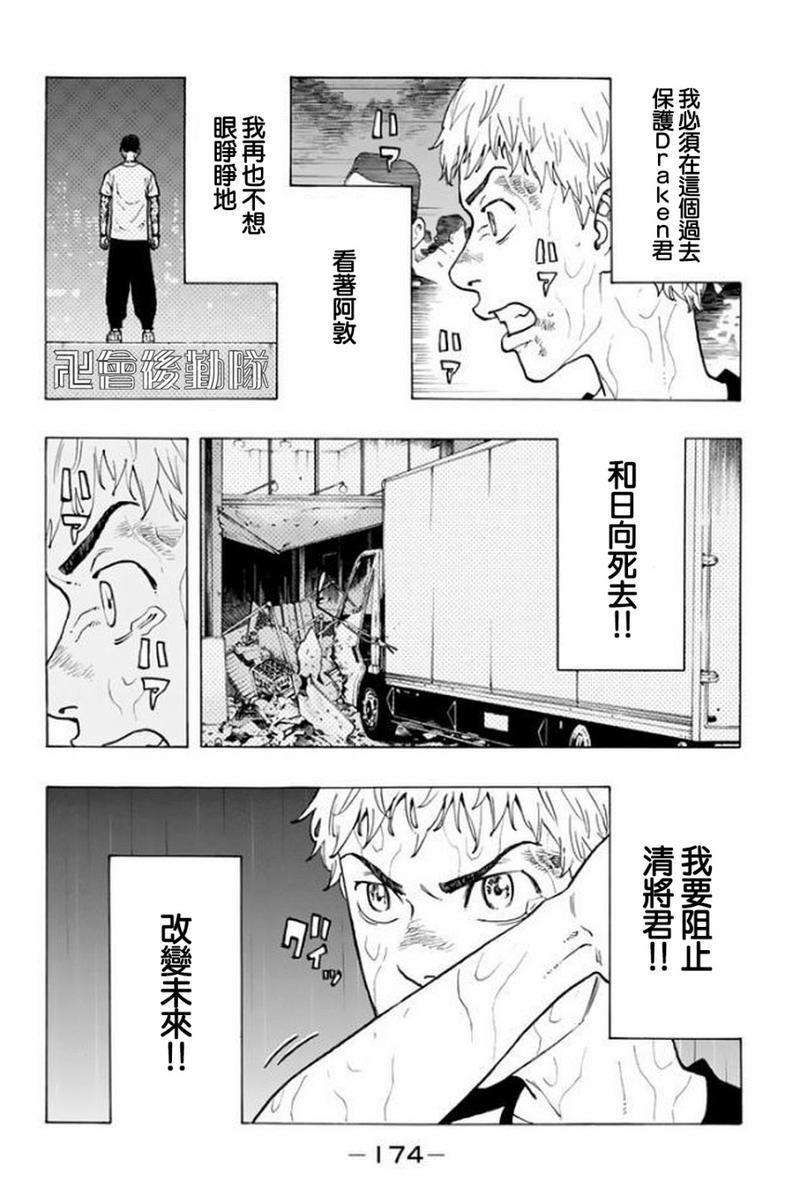 我必須在這個過去
保護Draken君
ハァ
ハァ
我再也不想
眼睜睜地
看著阿敦
卍會後勤隊
和日向死去!!
ハァ
ハァ
我要阻止
清將君!!
グイッ
改變未來!!
—174—